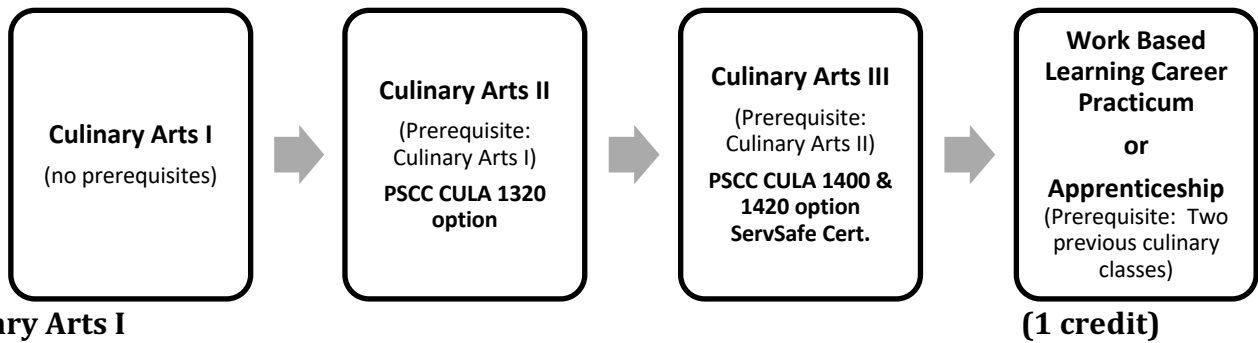 Culinary Arts I
(no prerequisites)
Culinary Arts II
(Prerequisite:
Culinary Arts I)
PSCC CULA 1320
option
Culinary Arts III
(Prerequisite:
Culinary Arts II)
PSCC CULA 1400 &
1420 option
ServSafe Cert.
Work Based
Learning Career
Practicum
or
Apprenticeship
(Prerequisite: Two
previous culinary
classes)
ary Arts I (1 credit)